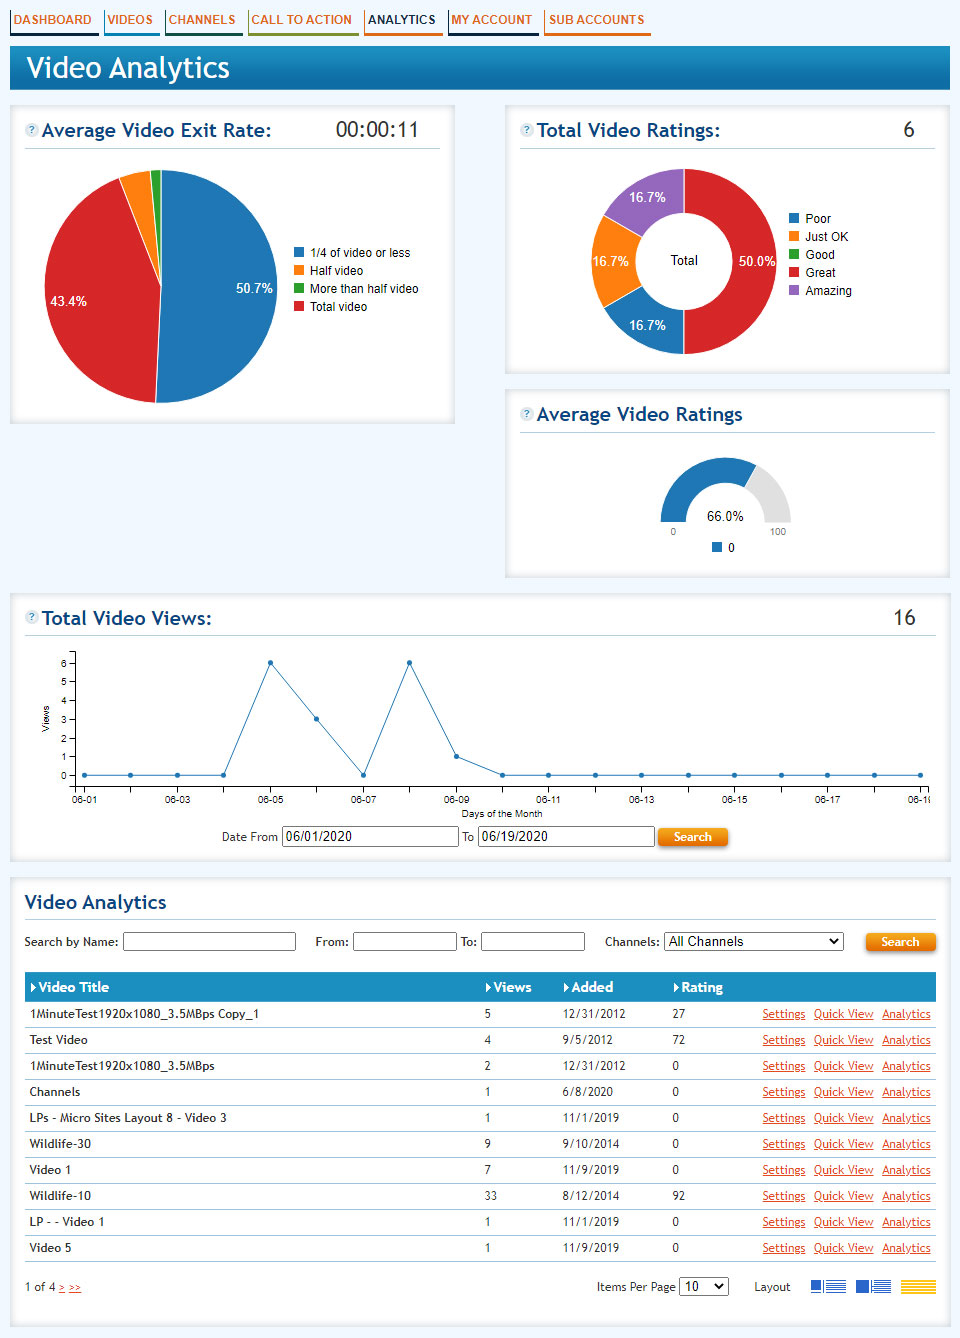 DASHBOARD VIDEOS CHANNELS CALL TO ACTION ANALYTICS MY ACCOUNT SUB ACCOUNTS
Video Analytics
? Average Video Exit Rate: 00:00:11
50.7%
43.4%
1/4 of video or less
Half video
More than half video
Total video
? Total Video Ratings: 6
16.7%
16.7%
Total
50.0%
16.7%
Poor
Just OK
Good
Great
Amazing
? Average Video Ratings
66.0%
0 100
0
? Total Video Views: 16
Views
6
5
4
3
2
1
0
06-01 06-03 06-05 06-07 06-09 06-11 06-13 06-15 06-17 06-19
Days of the Month
Date From 06/01/2020 To 06/19/2020 Search
Video Analytics
Search by Name: From: To: Channels: All Channels Search
Video Title Views Added Rating
1MinuteTest1920x1080_3.5MBps Copy_1 5 12/31/2012 27 Settings Quick View Analytics
Test Video 4 9/5/2012 72 Settings Quick View Analytics
1MinuteTest1920x1080_3.5MBps 2 12/31/2012 0 Settings Quick View Analytics
Channels 1 6/8/2020 0 Settings Quick View Analytics
LPs - Micro Sites Layout 8 - Video 3 1 11/1/2019 0 Settings Quick View Analytics
Wildlife-30 9 9/10/2014 0 Settings Quick View Analytics
Video 1 7 11/9/2019 0 Settings Quick View Analytics
Wildlife-10 33 8/12/2014 92 Settings Quick View Analytics
LP - - Video 1 1 11/1/2019 0 Settings Quick View Analytics
Video 5 1 11/9/2019 0 Settings Quick View Analytics
1 of 4 > >> Items Per Page 10 Layout